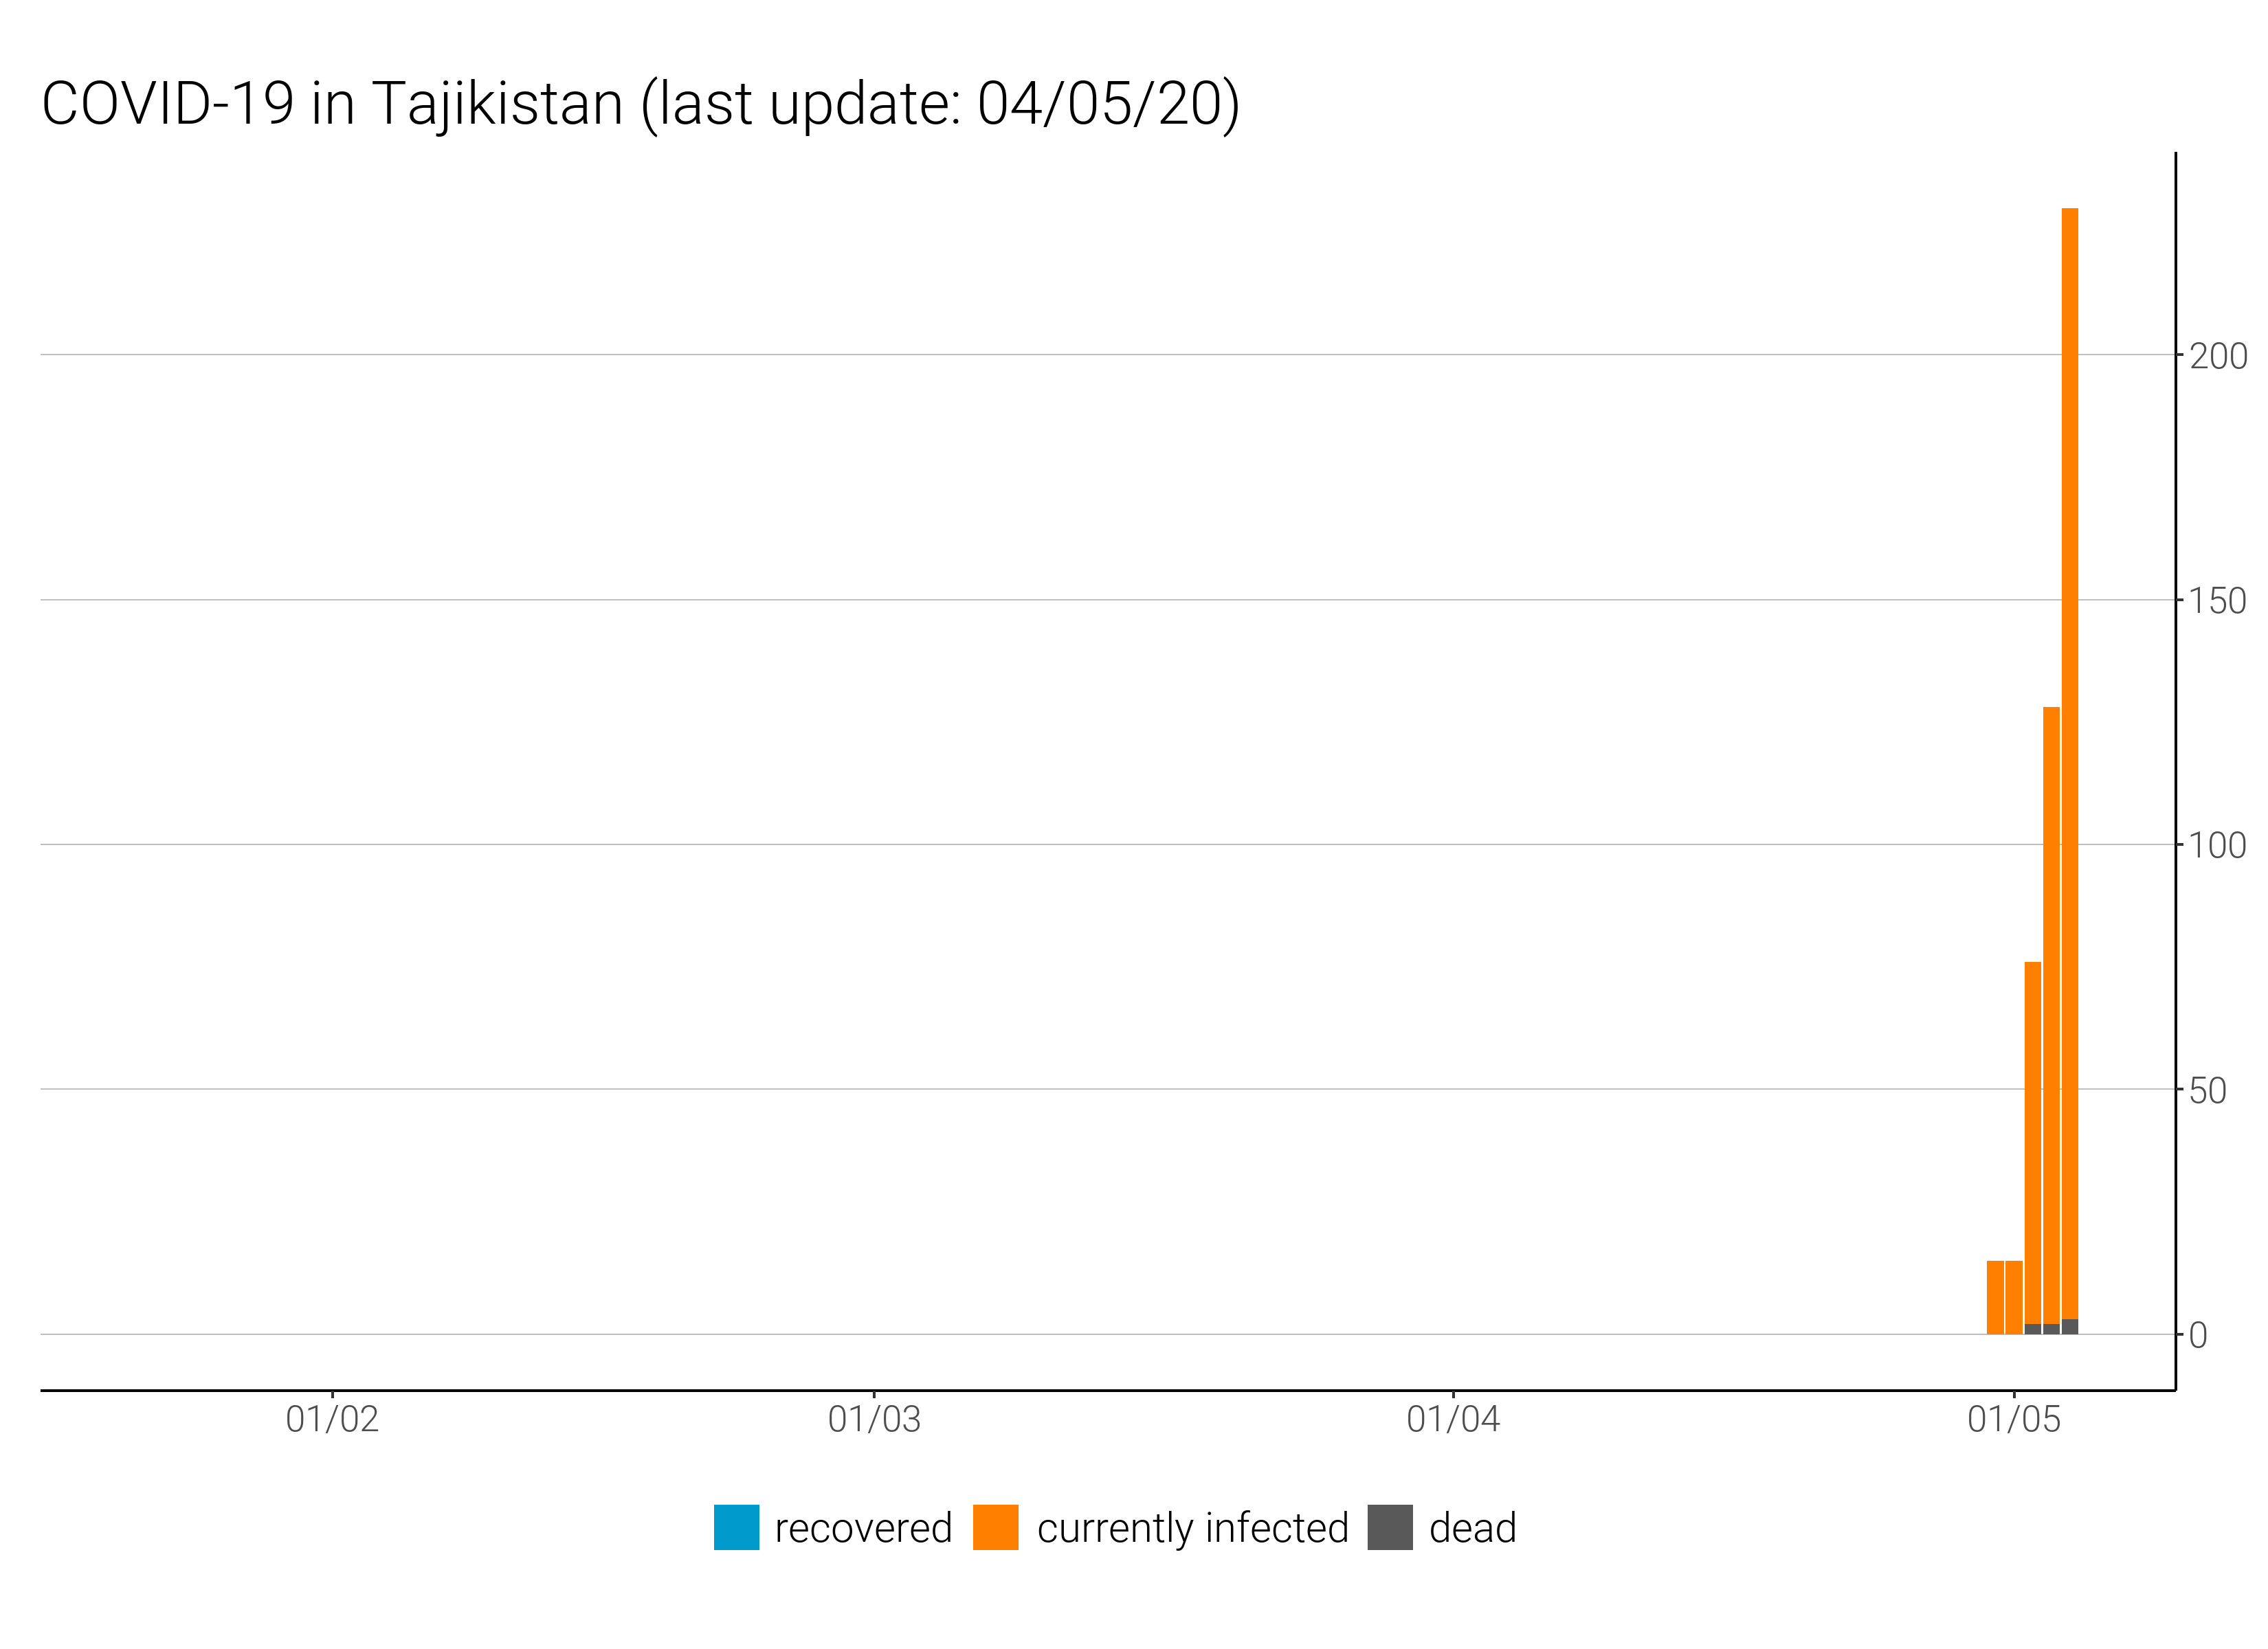 COVID-19 in Tajikistan (last update: 04/05/20)
200
150
100
50
0
01/02 01/03 01/04 01/05
recovered currently infected dead